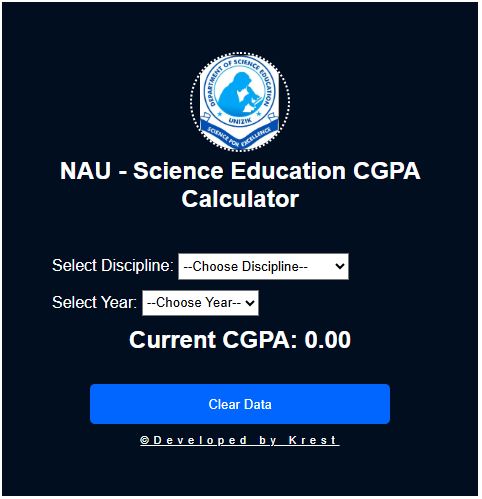 DEPARTMENT OF SCIENCE EDUCATION
UNIZIK
SCIENCE FOR EXCELLENCE
NAU - Science Education CGPA
Calculator
Select Discipline: --Choose Discipline--
Select Year: --Choose Year--
Current CGPA: 0.00
Clear Data
©Developed by Krest